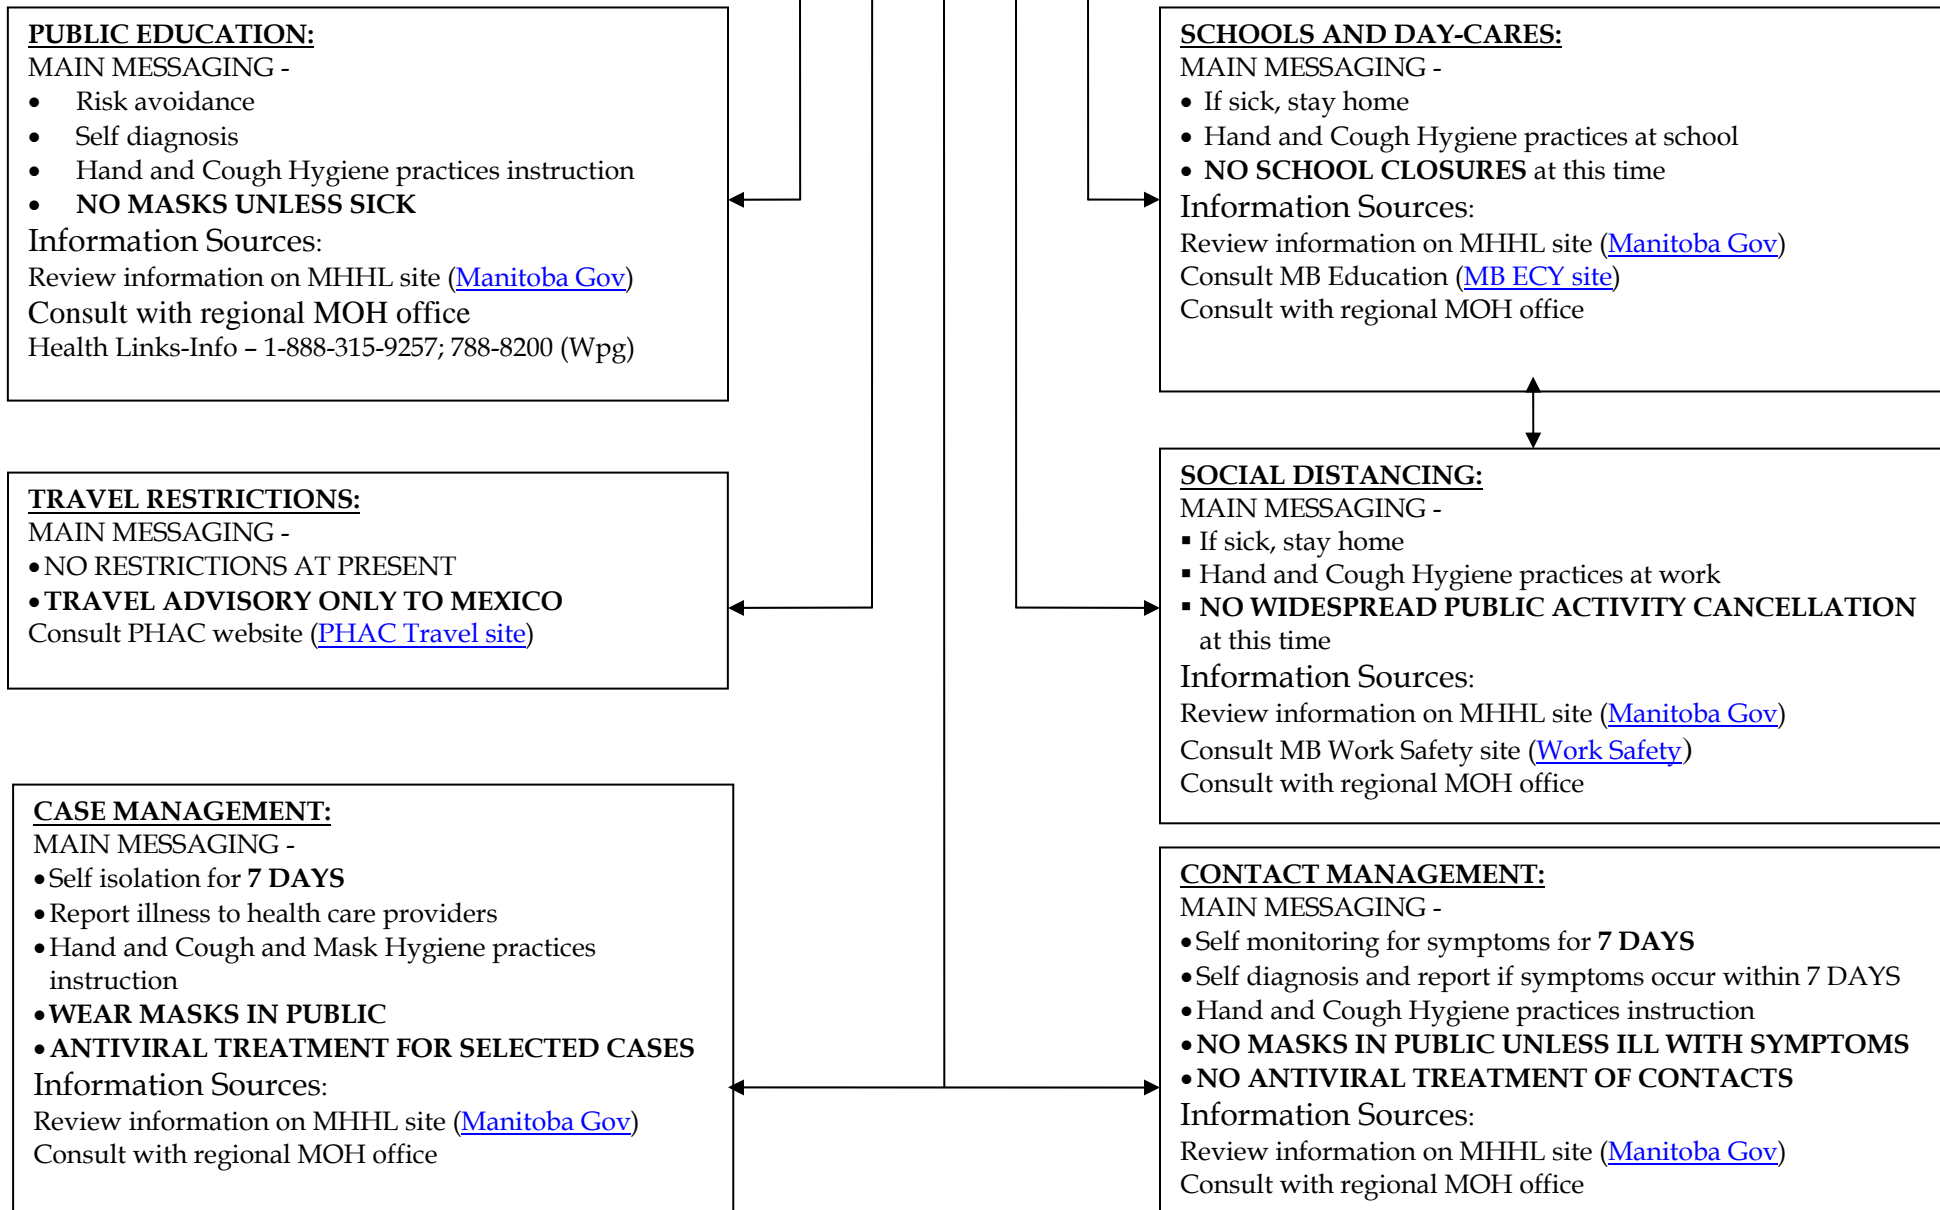 PUBLIC EDUCATION:
MAIN MESSAGING -
• Risk avoidance
• Self diagnosis
• Hand and Cough Hygiene practices instruction
• NO MASKS UNLESS SICK
Information Sources:
Review information on MHHL site (Manitoba Gov)
Consult with regional MOH office
Health Links-Info – 1-888-315-9257; 788-8200 (Wpg)
TRAVEL RESTRICTIONS:
MAIN MESSAGING -
• NO RESTRICTIONS AT PRESENT
• TRAVEL ADVISORY ONLY TO MEXICO
Consult PHAC website (PHAC Travel site)
CASE MANAGEMENT:
MAIN MESSAGING -
• Self isolation for 7 DAYS
• Report illness to health care providers
• Hand and Cough and Mask Hygiene practices
instruction
• WEAR MASKS IN PUBLIC
• ANTIVIRAL TREATMENT FOR SELECTED CASES
Information Sources:
Review information on MHHL site (Manitoba Gov)
Consult with regional MOH office
SCHOOLS AND DAY-CARES:
MAIN MESSAGING -
• If sick, stay home
• Hand and Cough Hygiene practices at school
• NO SCHOOL CLOSURES at this time
Information Sources:
Review information on MHHL site (Manitoba Gov)
Consult MB Education (MB ECY site)
Consult with regional MOH office
SOCIAL DISTANCING:
MAIN MESSAGING -
▪ If sick, stay home
▪ Hand and Cough Hygiene practices at work
▪ NO WIDESPREAD PUBLIC ACTIVITY CANCELLATION
at this time
Information Sources:
Review information on MHHL site (Manitoba Gov)
Consult MB Work Safety site (Work Safety)
Consult with regional MOH office
CONTACT MANAGEMENT:
MAIN MESSAGING -
• Self monitoring for symptoms for 7 DAYS
• Self diagnosis and report if symptoms occur within 7 DAYS
• Hand and Cough Hygiene practices instruction
• NO MASKS IN PUBLIC UNLESS ILL WITH SYMPTOMS
• NO ANTIVIRAL TREATMENT OF CONTACTS
Information Sources:
Review information on MHHL site (Manitoba Gov)
Consult with regional MOH office